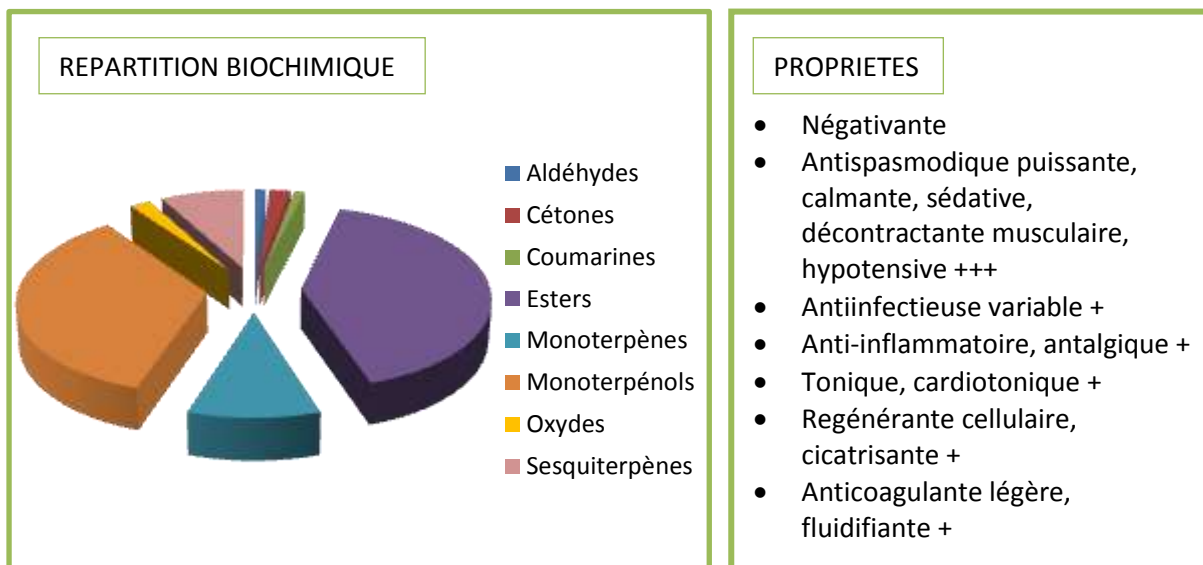 REPARTITION BIOCHIMIQUE
Aldéhydes
Cétones
Coumarines
Esters
Monoterpènes
Monoterpénols
Oxydes
Sesquiterpènes
PROPRIETES
• Négativante
• Antispasmodique puissante,
calmante, sédative,
décontractante musculaire,
hypotensive +++
• Antiinfectieuse variable +
• Anti-inflammatoire, antalgique +
• Tonique, cardiotonique +
• Regénérante cellulaire,
cicatrisante +
• Anticoagulante légère,
fluidifiante +